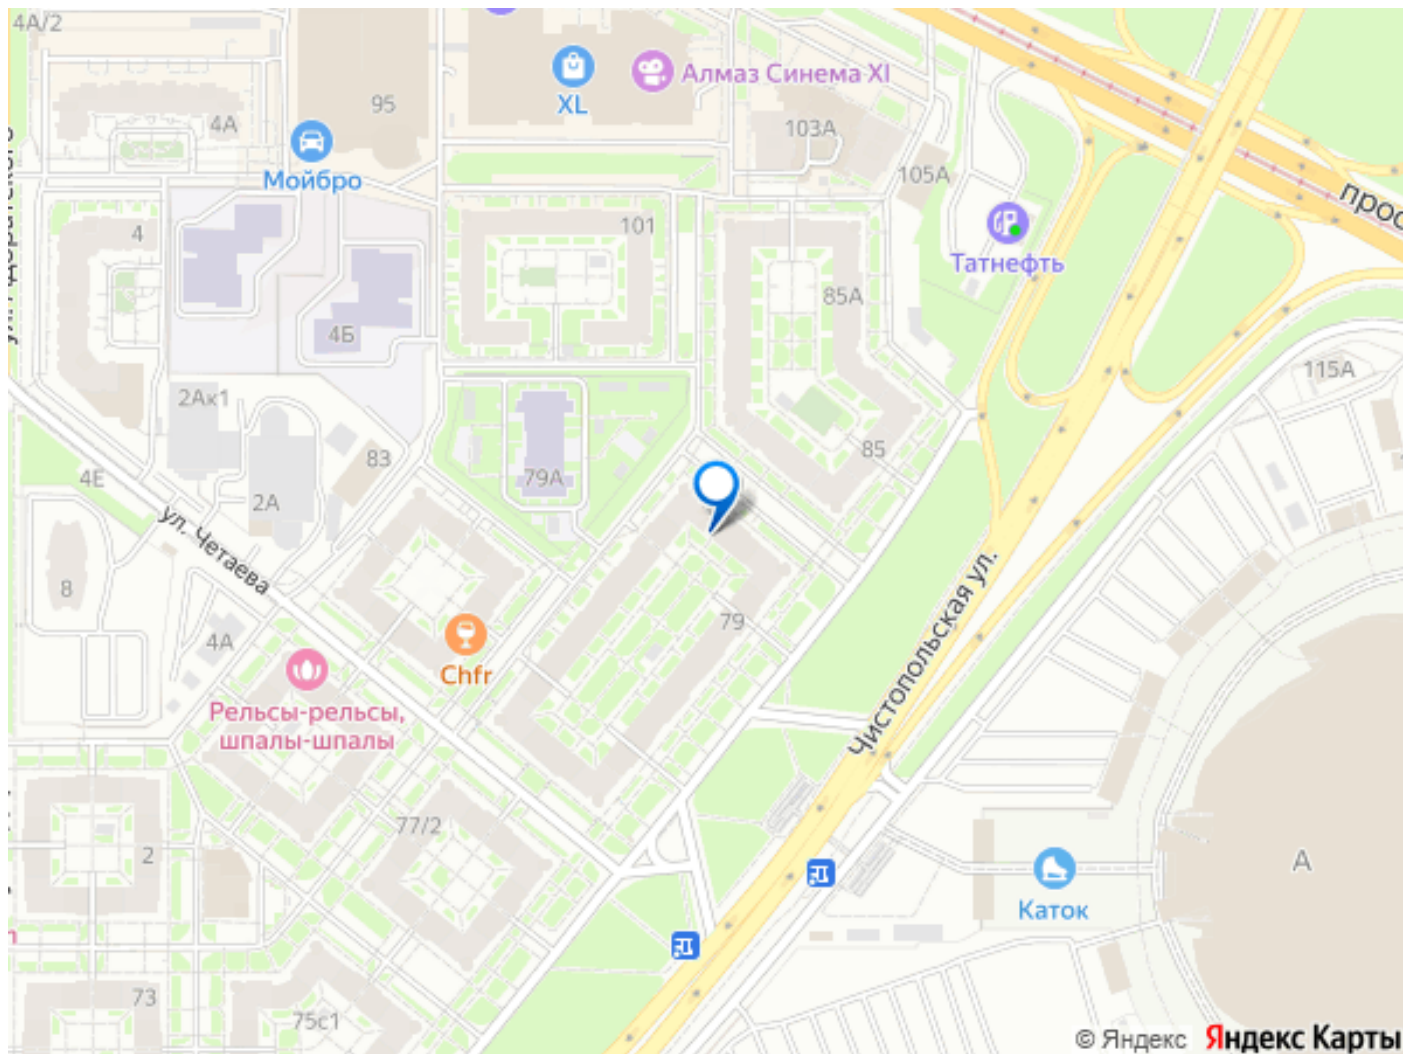 4А/2
Алмаз Синема XI
XL
95
4А
103А
Мойбро
105А
прос
101
4
Татнефть
85А
4Б
115А
2Ак1
85
83
4Е
79А
2А
ул. Четаева
Чистопольская ул.
8
79
4А
Chfr
Рельсы-рельсы,
шпалы-шпалы
77/2
2
А
Каток
73
75с1
© Яндекс
Яндекс Карты